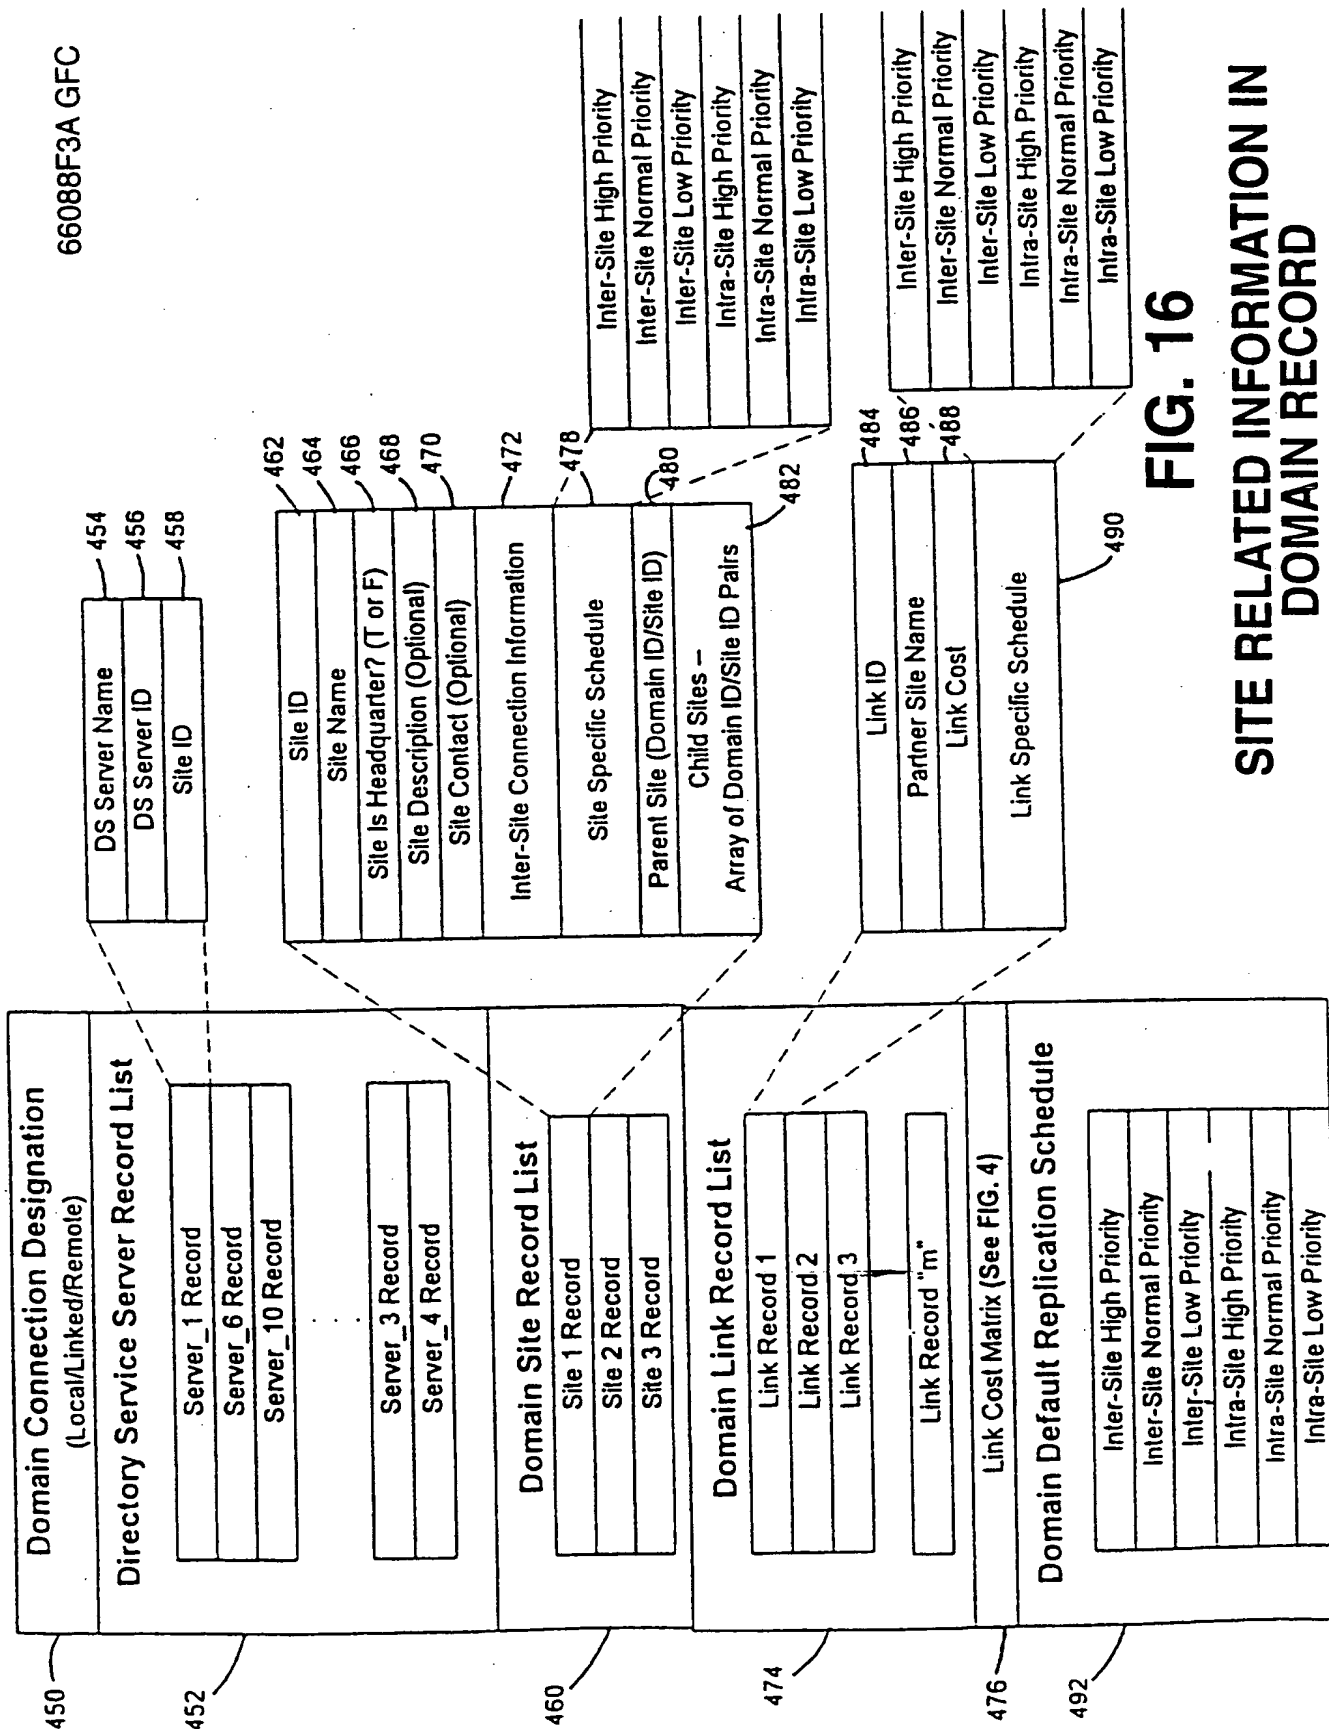 66088F3A GFC
450
Domain Connection Designation
(Local/Linked/Remote)
452
Directory Service Server Record List
Server_1 Record
Server_6 Record
Server_10 Record
Server_3 Record
Server_4 Record
DS Server Name
454
DS Server ID
456
Site ID
458
460
Domain Site Record List
Site 1 Record
Site 2 Record
Site 3 Record
Site ID
462
Site Name
464
Site Is Headquarter? (T or F)
466
Site Description (Optional)
468
Site Contact (Optional)
470
Inter-Site Connection Information
472
Site Specific Schedule
478
Parent Site (Domain ID/Site ID)
480
Child Sites –
Array of Domain ID/Site ID Pairs
482
Inter-Site High Priority
Inter-Site Normal Priority
Inter-Site Low Priority
Intra-Site High Priority
Intra-Site Normal Priority
Intra-Site Low Priority
474
Domain Link Record List
Link Record 1
Link Record 2
Link Record 3
Link Record "m"
Link ID
484
Partner Site Name
486
Link Cost
488
Link Specific Schedule
490
Inter-Site High Priority
Inter-Site Normal Priority
Inter-Site Low Priority
Intra-Site High Priority
Intra-Site Normal Priority
Intra-Site Low Priority
476
Link Cost Matrix (See FIG. 4)
492
Domain Default Replication Schedule
Inter-Site High Priority
Inter-Site Normal Priority
Inter-Site Low Priority
Intra-Site High Priority
Intra-Site Normal Priority
Intra-Site Low Priority
FIG. 16
SITE RELATED INFORMATION IN
DOMAIN RECORD